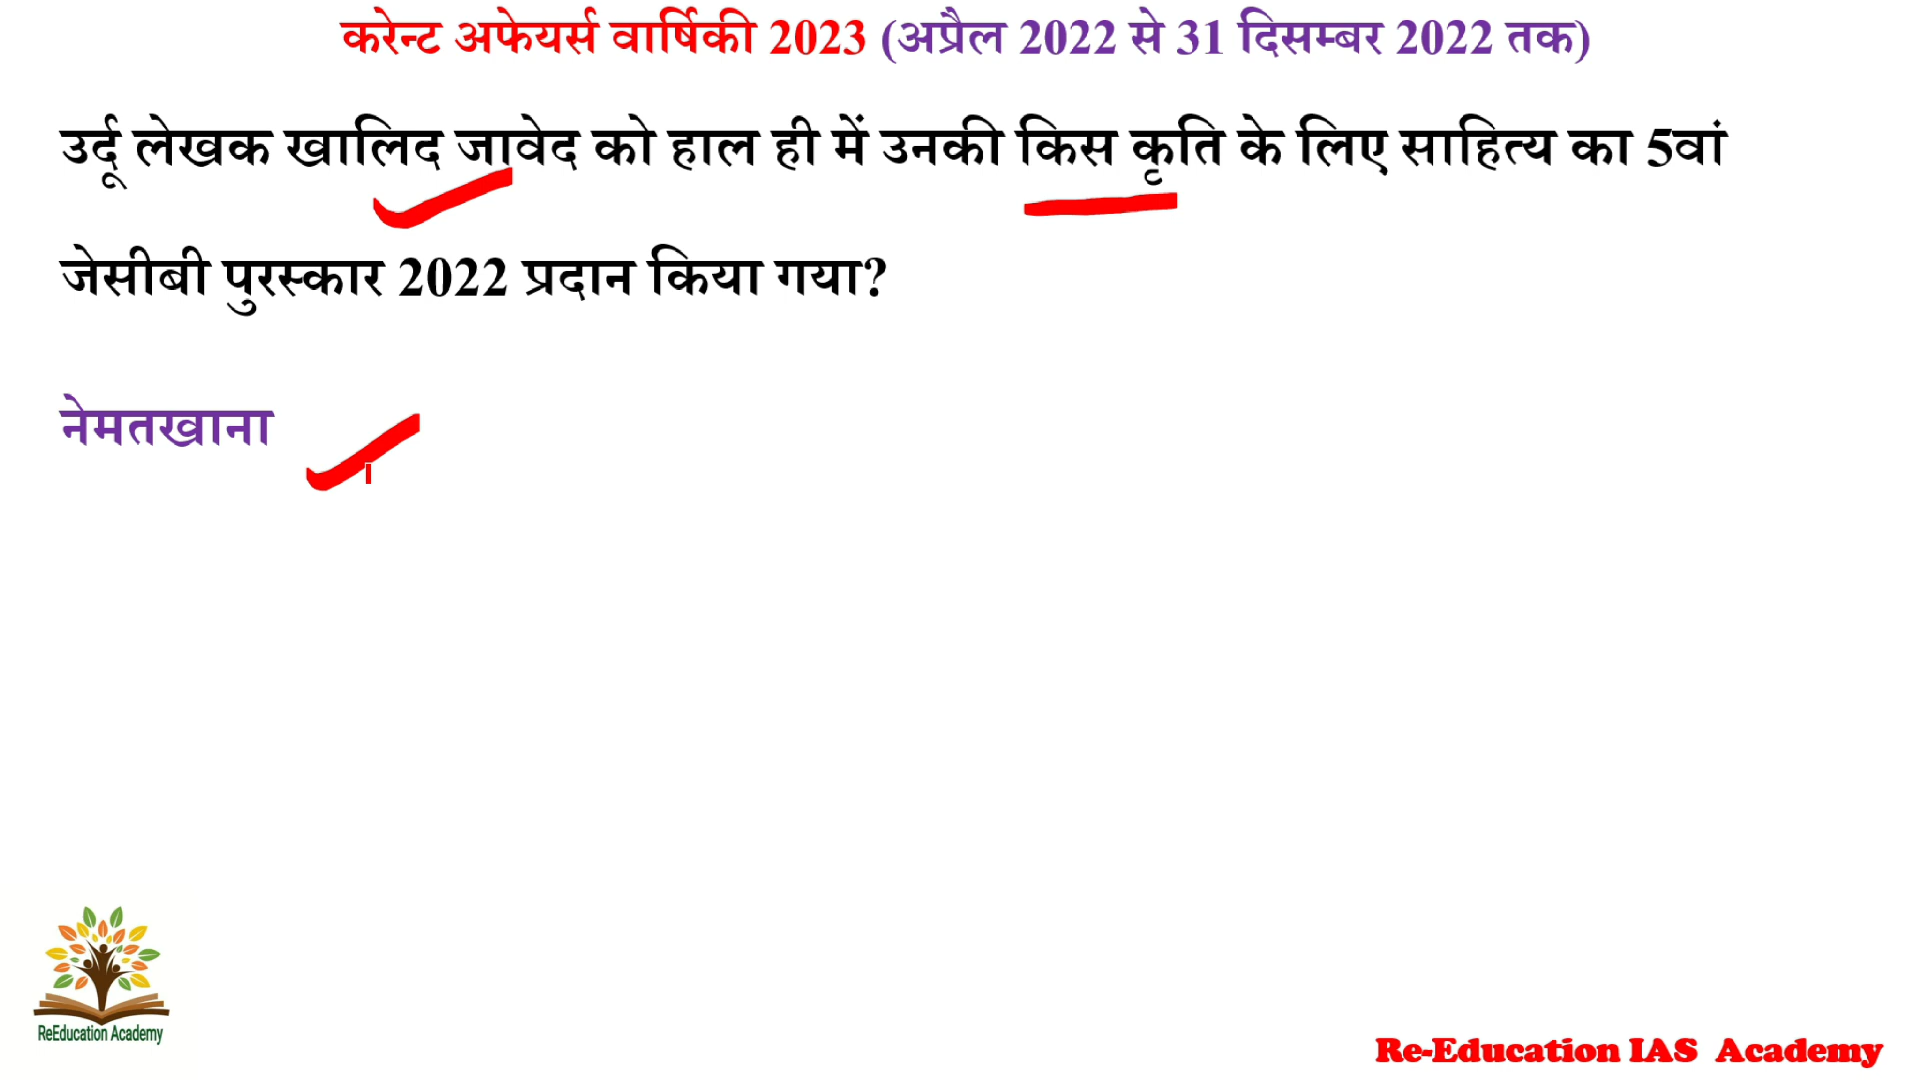 करेन्ट अफेयर्स वार्षिकी 2023 (अप्रैल 2022 से 31 दिसम्बर 2022 तक)
उर्दू लेखक खालिद जावेद को हाल ही में उनकी किस कृति के लिए साहित्य का 5वां
जेसीबी पुरस्कार 2022 प्रदान किया गया?
नेमतखाना
ReEducation Academy
Re-Education IAS Academy